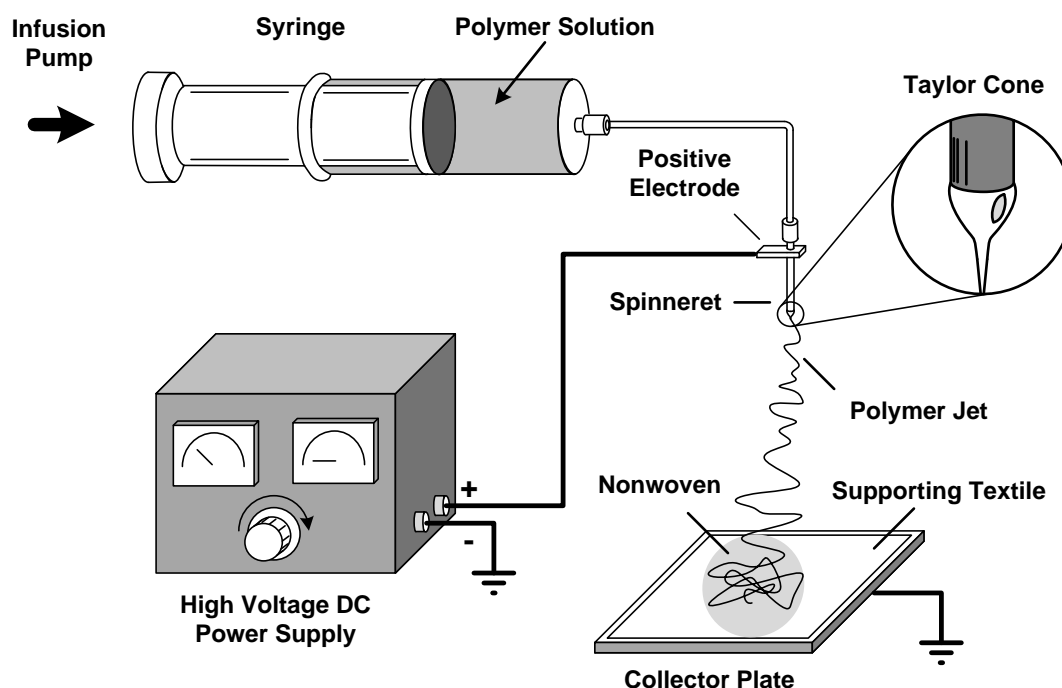 Infusion
Pump
Syringe
Polymer Solution
Taylor Cone
Positive
Electrode
Spinneret
Polymer Jet
Nonwoven
Supporting Textile
+
-
High Voltage DC
Power Supply
Collector Plate